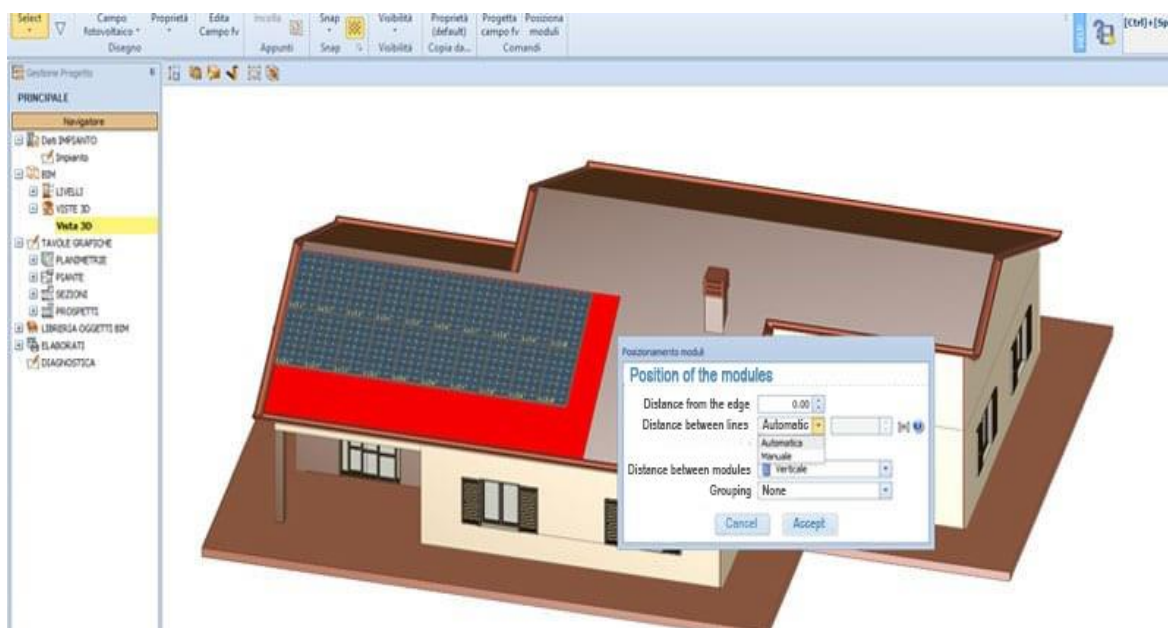 Select
Campo fotovoltaico
Proprietà
Edita Campo fv
Incolla
Snap
Visibilità
Proprietà (default)
Progetta campo fv
Posiziona moduli
[Ctrl]+[Sp
Disegno
Appunti
Snap
Visibilità
Copia da...
Comandi
Gestione Progetto
PRINCIPALE
Navigatore
Dati IMPIANTO
Impianto
BIM
LIVELLI
VISTE 3D
Vista 3D
TAVOLE GRAFICHE
PLANIMETRIE
PIANTE
SEZIONI
PROSPETTI
LIBRERIA OGGETTI BIM
ELABORATI
DIAGNOSTICA
Posizionamento moduli
Position of the modules
Distance from the edge 0.00
Distance between lines Automatic [m]
Automatica
Manuale
Distance between modules Verticale
Grouping None
Cancel Accept